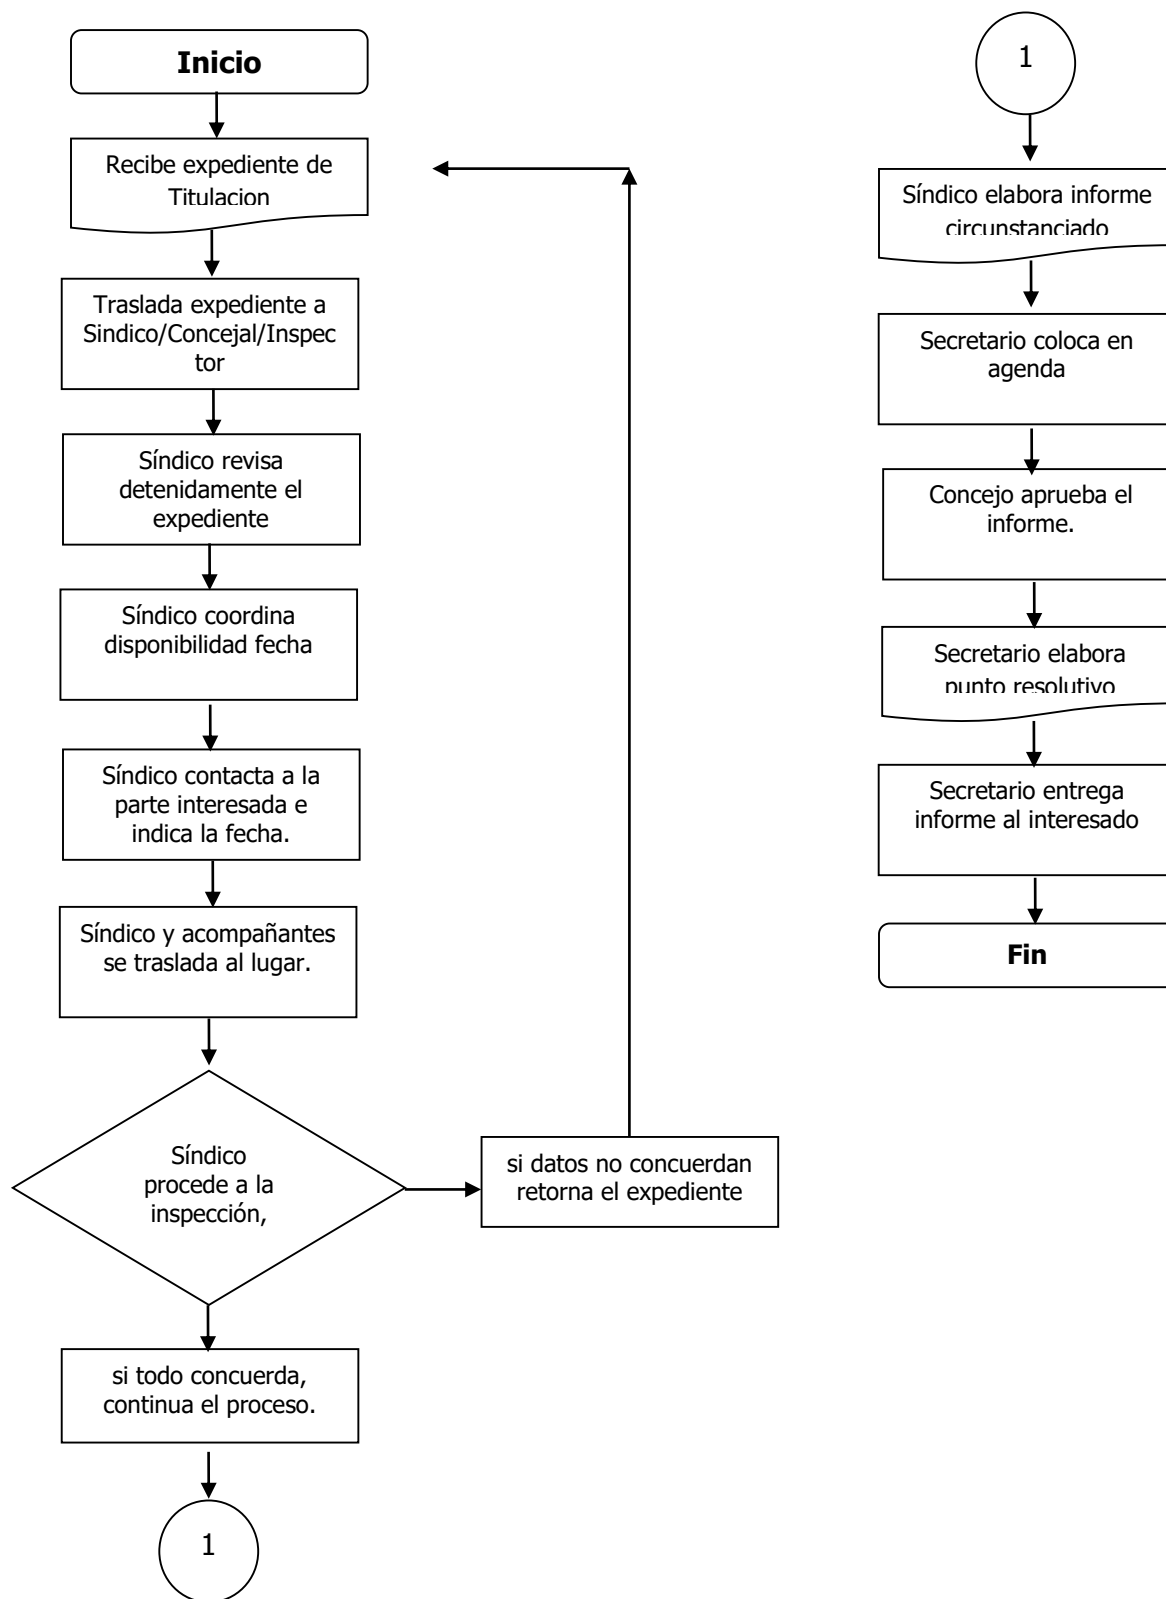 Inicio
Recibe expediente de
Titulacion
Traslada expediente a
Sindico/Concejal/Inspec
tor
Síndico revisa
detenidamente el
expediente
Síndico coordina
disponibilidad fecha
Síndico contacta a la
parte interesada e
indica la fecha.
Síndico y acompañantes
se traslada al lugar.
Síndico
procede a la
inspección,
si datos no concuerdan
retorna el expediente
si todo concuerda,
continua el proceso.
1
1
Síndico elabora informe
circunstanciado
Secretario coloca en
agenda
Concejo aprueba el
informe.
Secretario elabora
punto resolutivo
Secretario entrega
informe al interesado
Fin